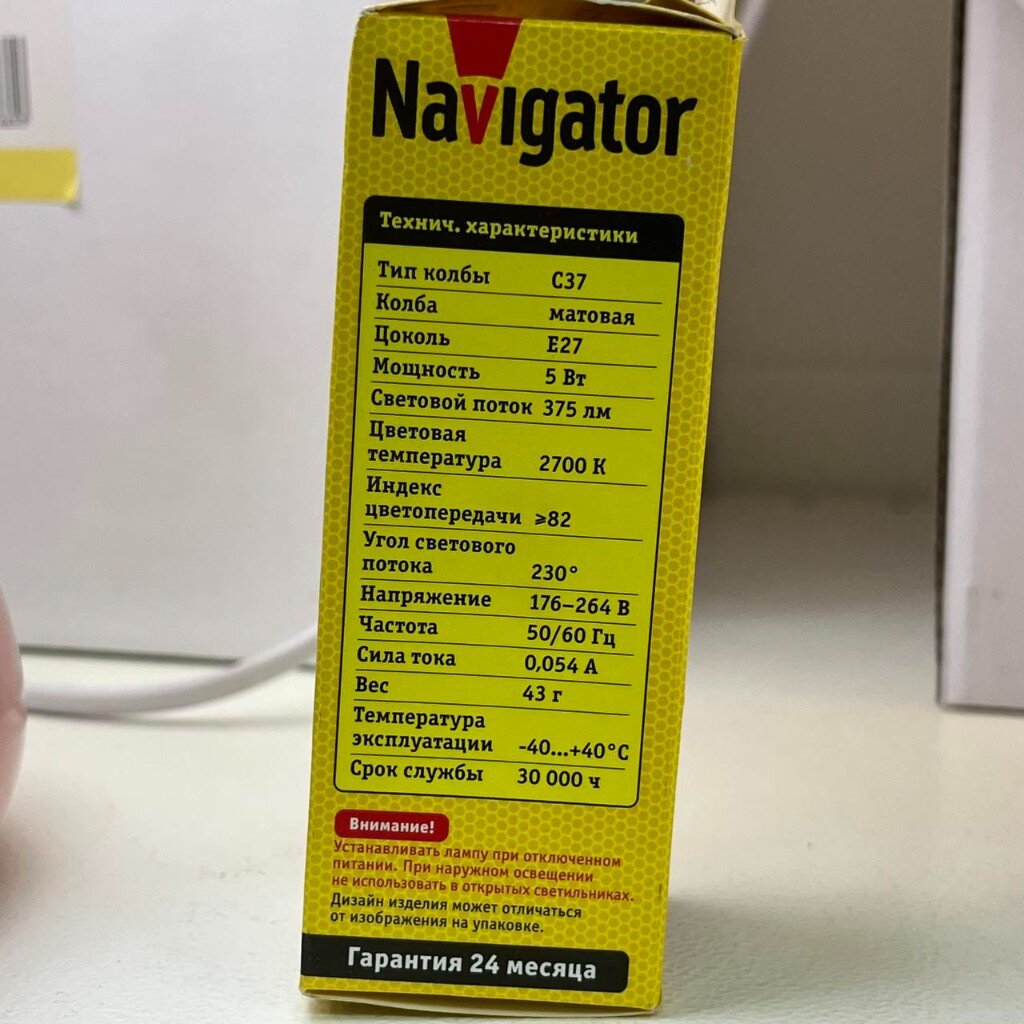 Navigator
Технич. характеристики
Тип колбы C37
Колба матовая
Цоколь E27
Мощность 5 Вт
Световой поток 375 лм
Цветовая
температура 2700 К
Индекс
цветопередачи ≥82
Угол светового
потока 230°
Напряжение 176–264 В
Частота 50/60 Гц
Сила тока 0,054 А
Вес 43 г
Температура
эксплуатации -40...+40°C
Срок службы 30 000 ч
Внимание!
Устанавливать лампу при отключенном
питании. При наружном освещении
не использовать в открытых светильниках.
Дизайн изделия может отличаться
от изображения на упаковке.
Гарантия 24 месяца